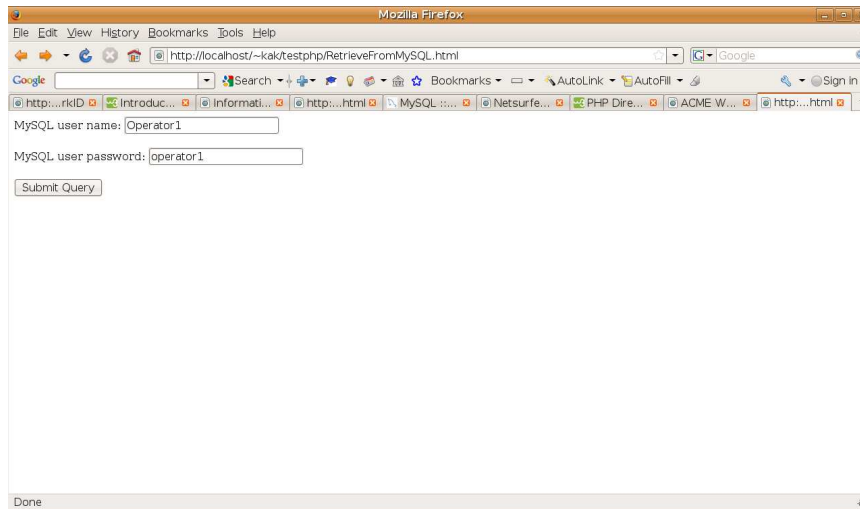 Mozilla Firefox
File Edit View History Bookmarks Tools Help
http://localhost/~kak/testphp/RetrieveFromMySQL.html Google
Google Search Bookmarks AutoLink AutoFill Sign in
http:...rkID Introduc... Informati... http:...html MySQL ::... Netsurfe... PHP Dire... ACME W... http:...html
MySQL user name: Operator1
MySQL user password: operator1
Submit Query
Done